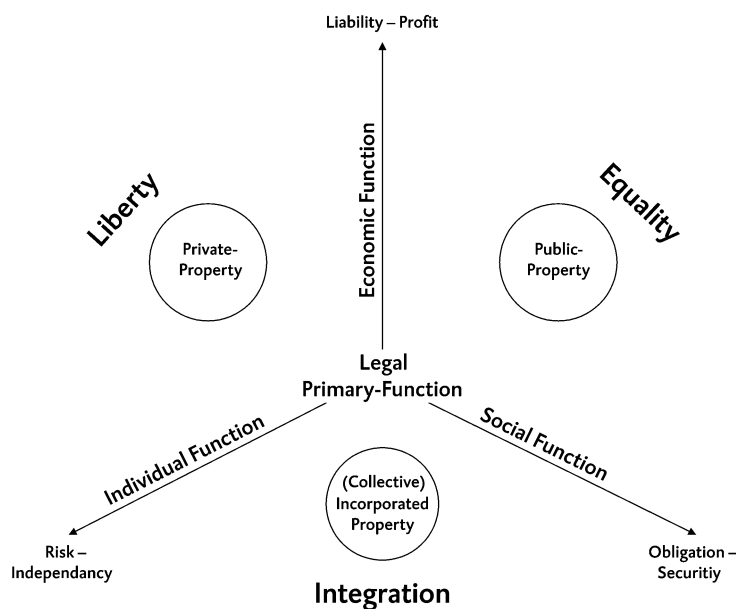 Liability – Profit
Economic Function
Liberty
Equality
Private-
Property
Public-
Property
Legal
Primary-Function
Individual Function
Social Function
(Collective)
Incorporated
Property
Risk –
Independancy
Obligation –
Securitiy
Integration